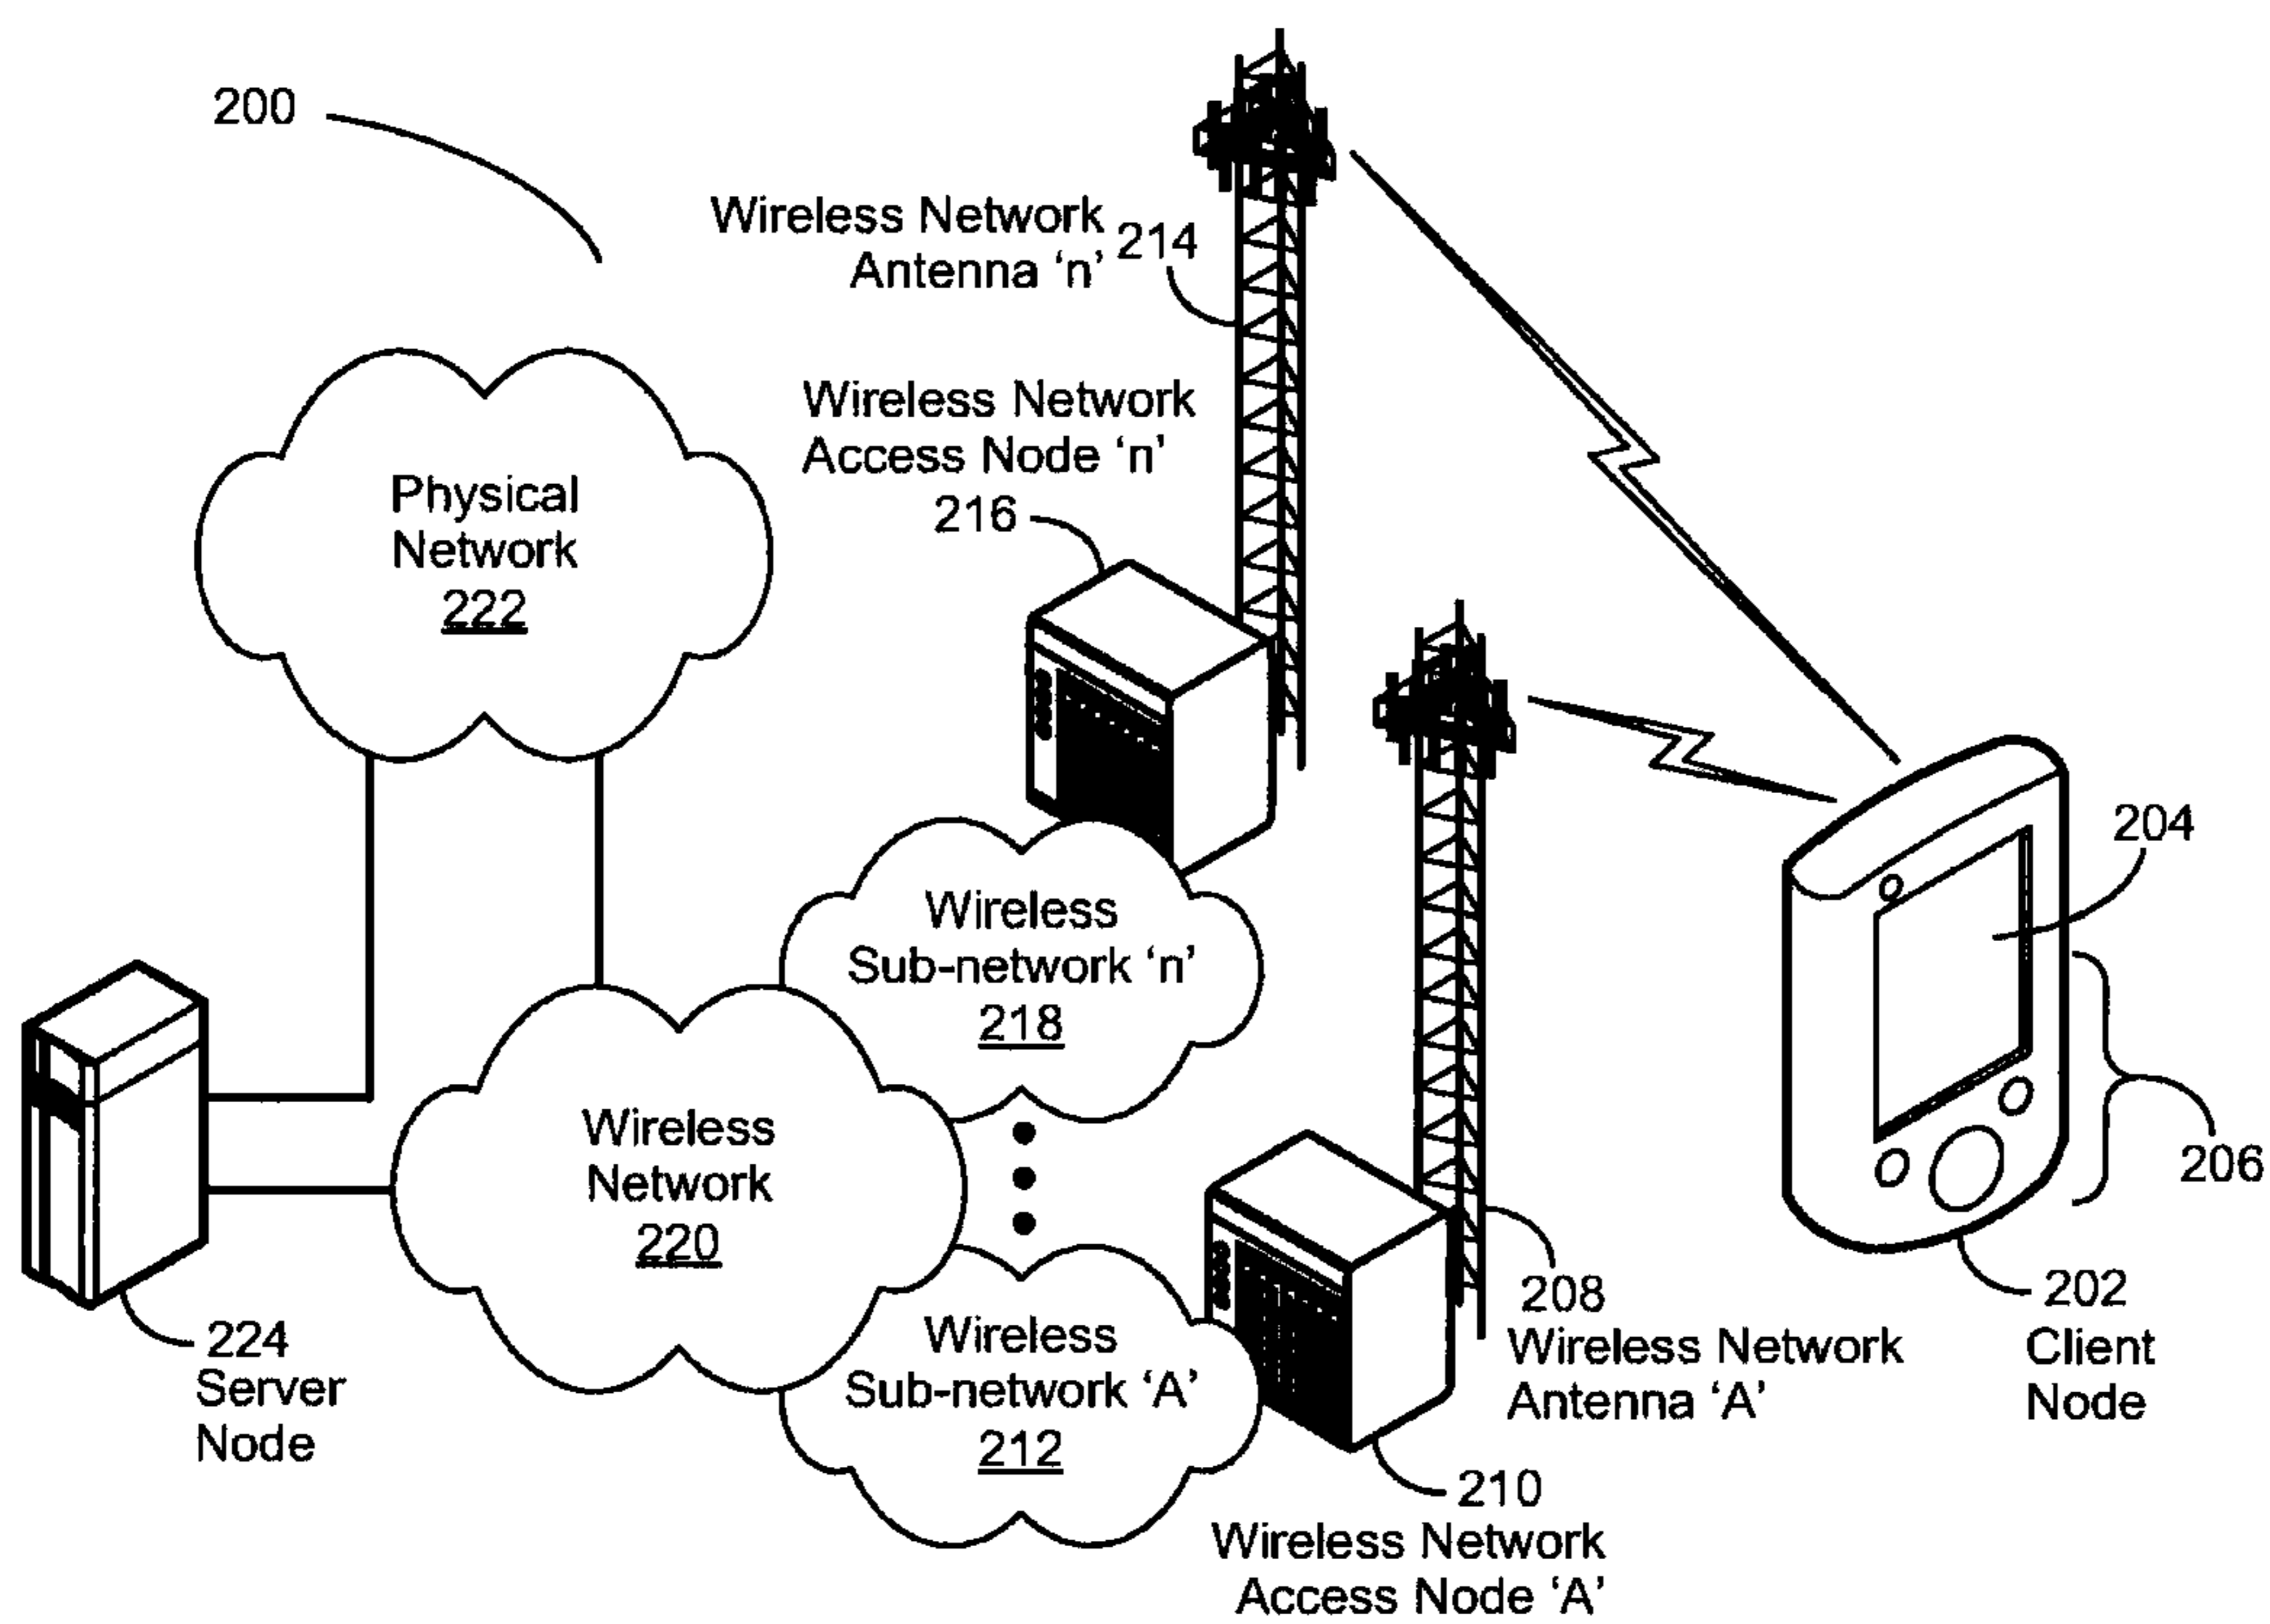 200
Wireless Network
Antenna ‘n’
214
Wireless Network
Access Node ‘n’
216
Physical
Network
222
204
Wireless
Sub-network ‘n’
218
206
Wireless
Network
220
208
Wireless Network
Antenna ‘A’
202
Client
Node
224
Server
Node
Wireless
Sub-network ‘A’
212
210
Wireless Network
Access Node ‘A’